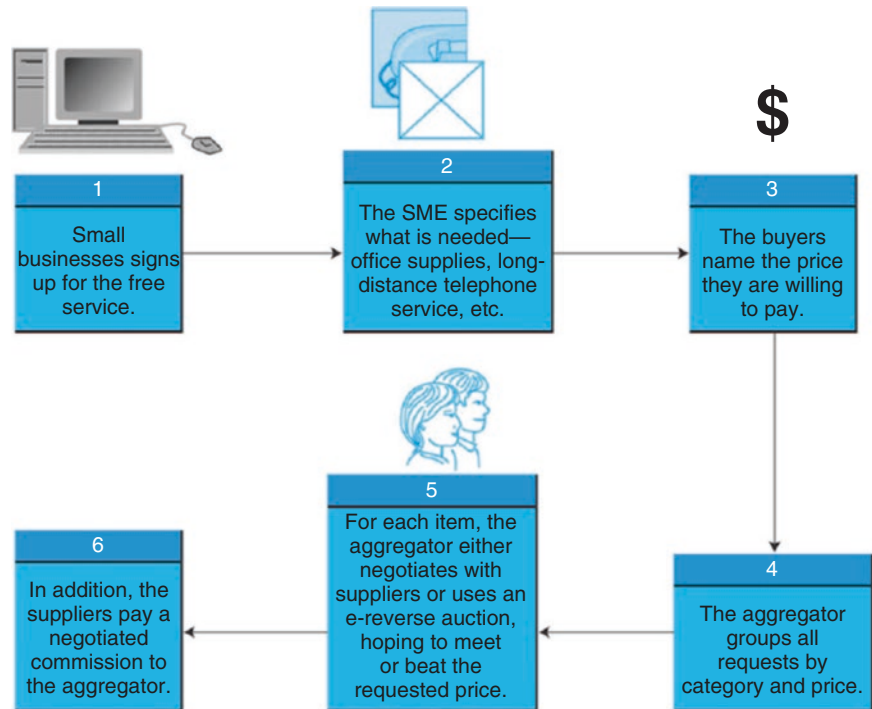 1
Small
businesses signs
up for the free
service.
2
The SME specifies
what is needed—
office supplies, long-
distance telephone
service, etc.
$
3
The buyers
name the price
they are willing
to pay.
4
The aggregator
groups all
requests by
category and price.
5
For each item, the
aggregator either
negotiates with
suppliers or uses an
e-reverse auction,
hoping to meet
or beat the
requested price.
6
In addition, the
suppliers pay a
negotiated
commission to
the aggregator.